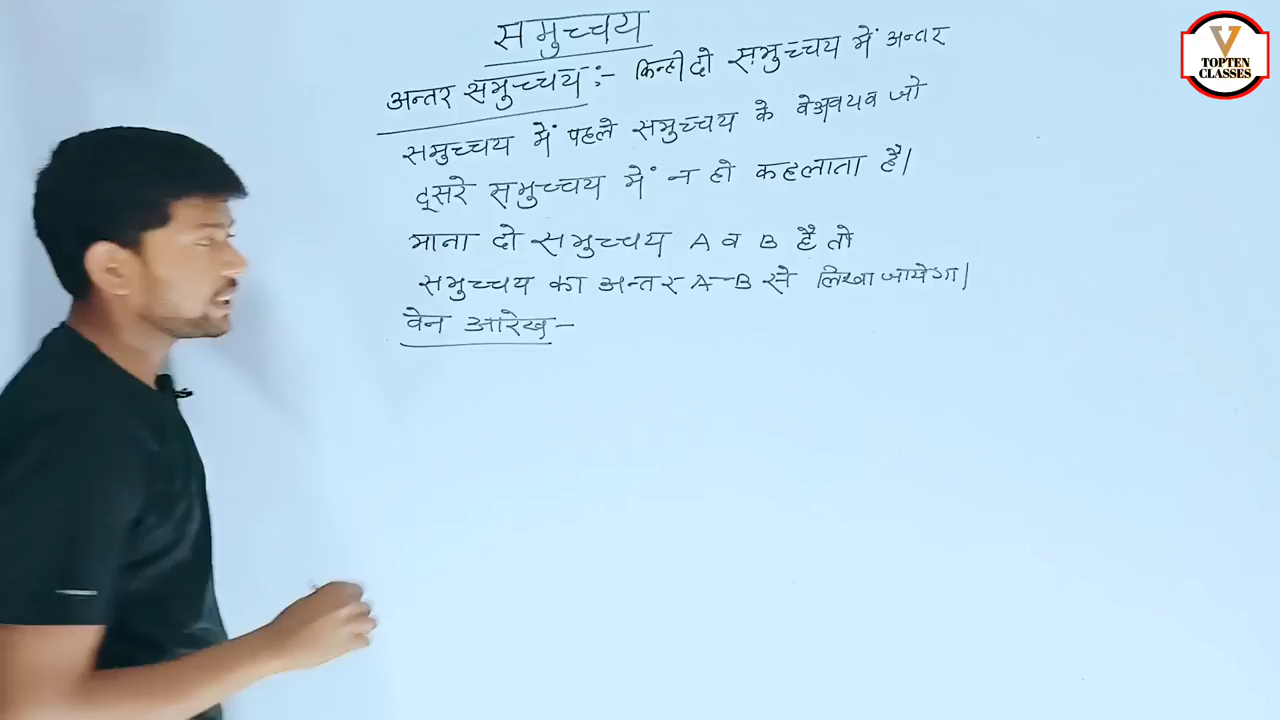 समुच्चय
अन्तर समुच्चय :- किन्ही दो समुच्चय में अन्तर
समुच्चय में पहले समुच्चय के वे अवयव जो
दूसरे समुच्चय में न हो कहलाता है।
माना दो समुच्चय A व B है तो
समुच्चय का अन्तर A-B से लिखा जायेगा।
वेन आरेख -
V
TOPTEN
CLASSES